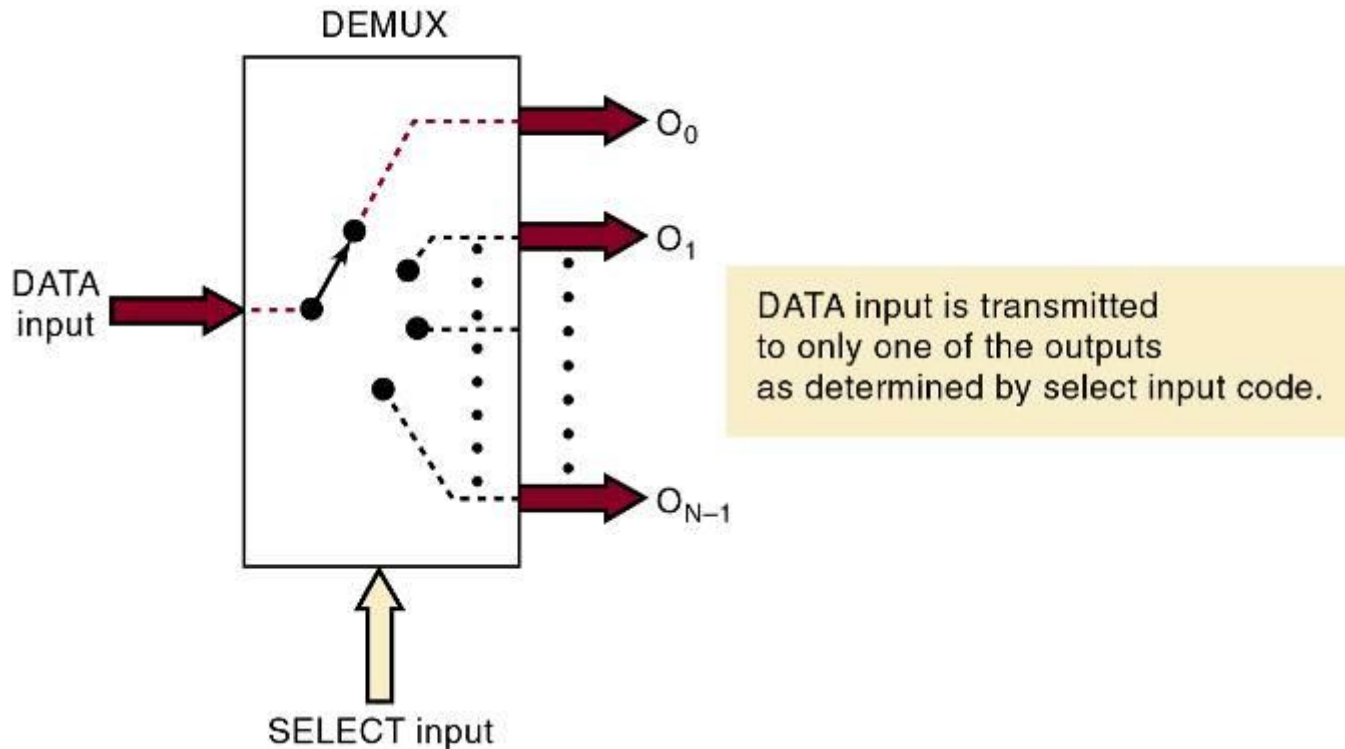 DEMUX
O₀
O₁
DATA
input
DATA input is transmitted
to only one of the outputs
as determined by select input code.
O_{N–1}
SELECT input